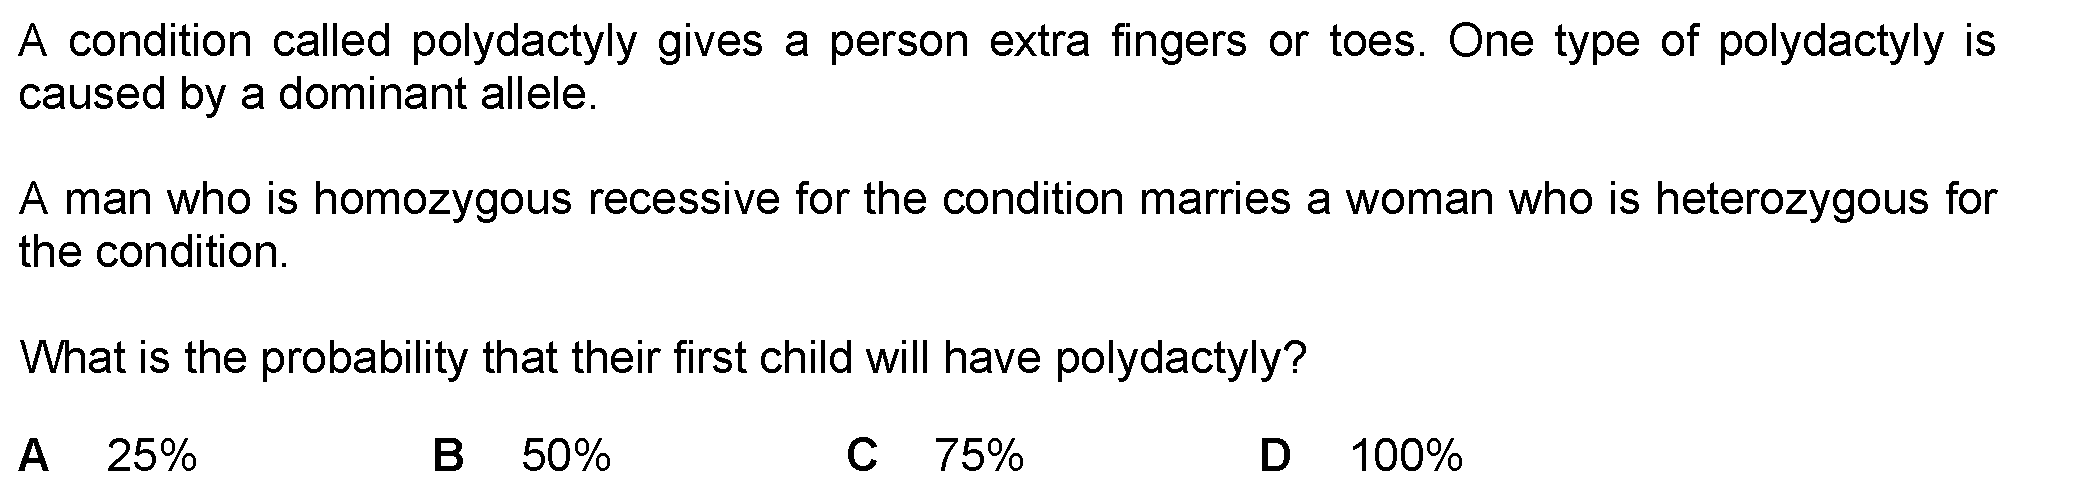 A condition called polydactyly gives a person extra fingers or toes. One type of polydactyly is
caused by a dominant allele.
A man who is homozygous recessive for the condition marries a woman who is heterozygous for
the condition.
What is the probability that their first child will have polydactyly?
A 25% B 50% C 75% D 100%